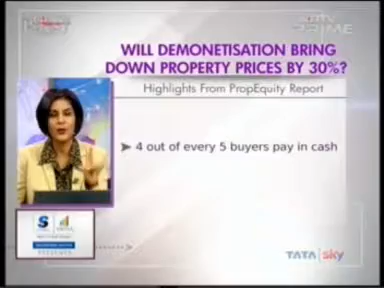 PRIME
WILL DEMONETISATION BRING
DOWN PROPERTY PRICES BY 30%?
Highlights From PropEquity Report
➤ 4 out of every 5 buyers pay in cash
S
TATA sky